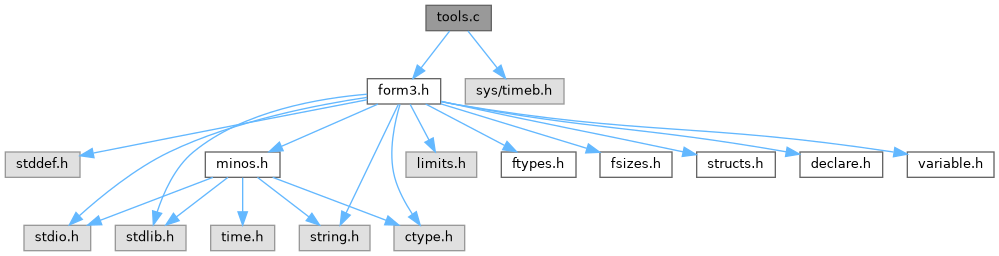 tools.c
form3.h
sys/timeb.h
stddef.h
minos.h
limits.h
ftypes.h
fsizes.h
structs.h
declare.h
variable.h
stdio.h
stdlib.h
time.h
string.h
ctype.h